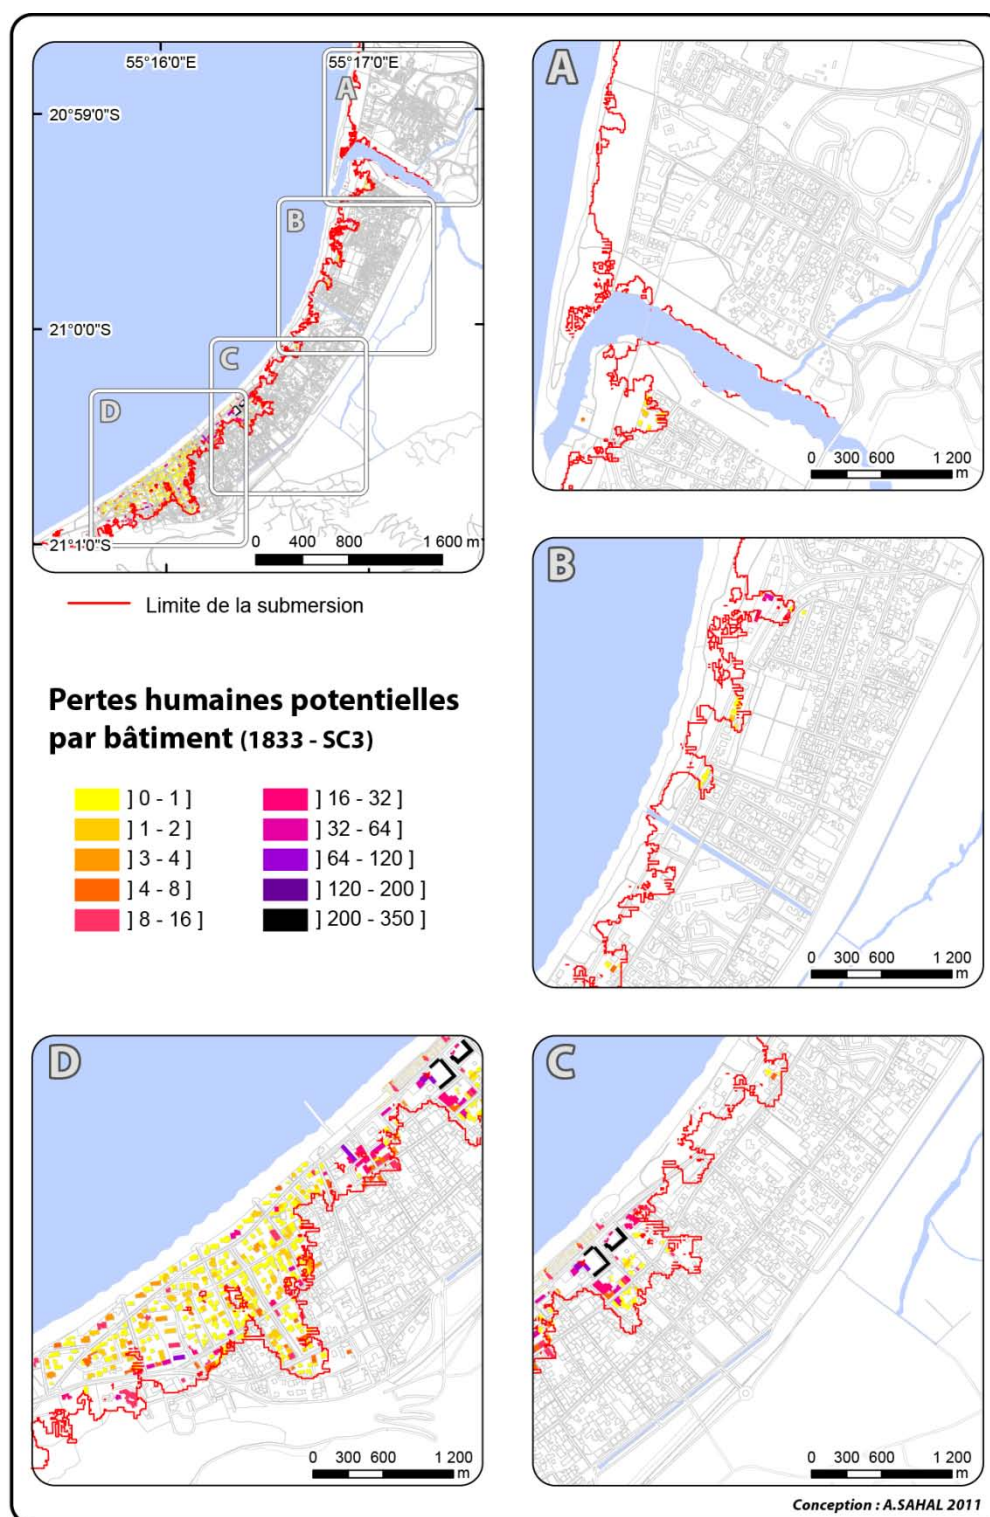 55°16'0"E
55°17'0"E
20°59'0"S
21°0'0"S
21°1'0"S
A
B
C
D
0 400 800 1 600 m
Limite de la submersion
Pertes humaines potentielles
par bâtiment (1833 - SC3)
] 0 - 1 ]
] 1 - 2 ]
] 3 - 4 ]
] 4 - 8 ]
] 8 - 16 ]
] 16 - 32 ]
] 32 - 64 ]
] 64 - 120 ]
] 120 - 200 ]
] 200 - 350 ]
A
0 300 600 1 200
m
B
0 300 600 1 200
m
D
0 300 600 1 200
m
C
0 300 600 1 200
m
Conception : A.SAHAL 2011